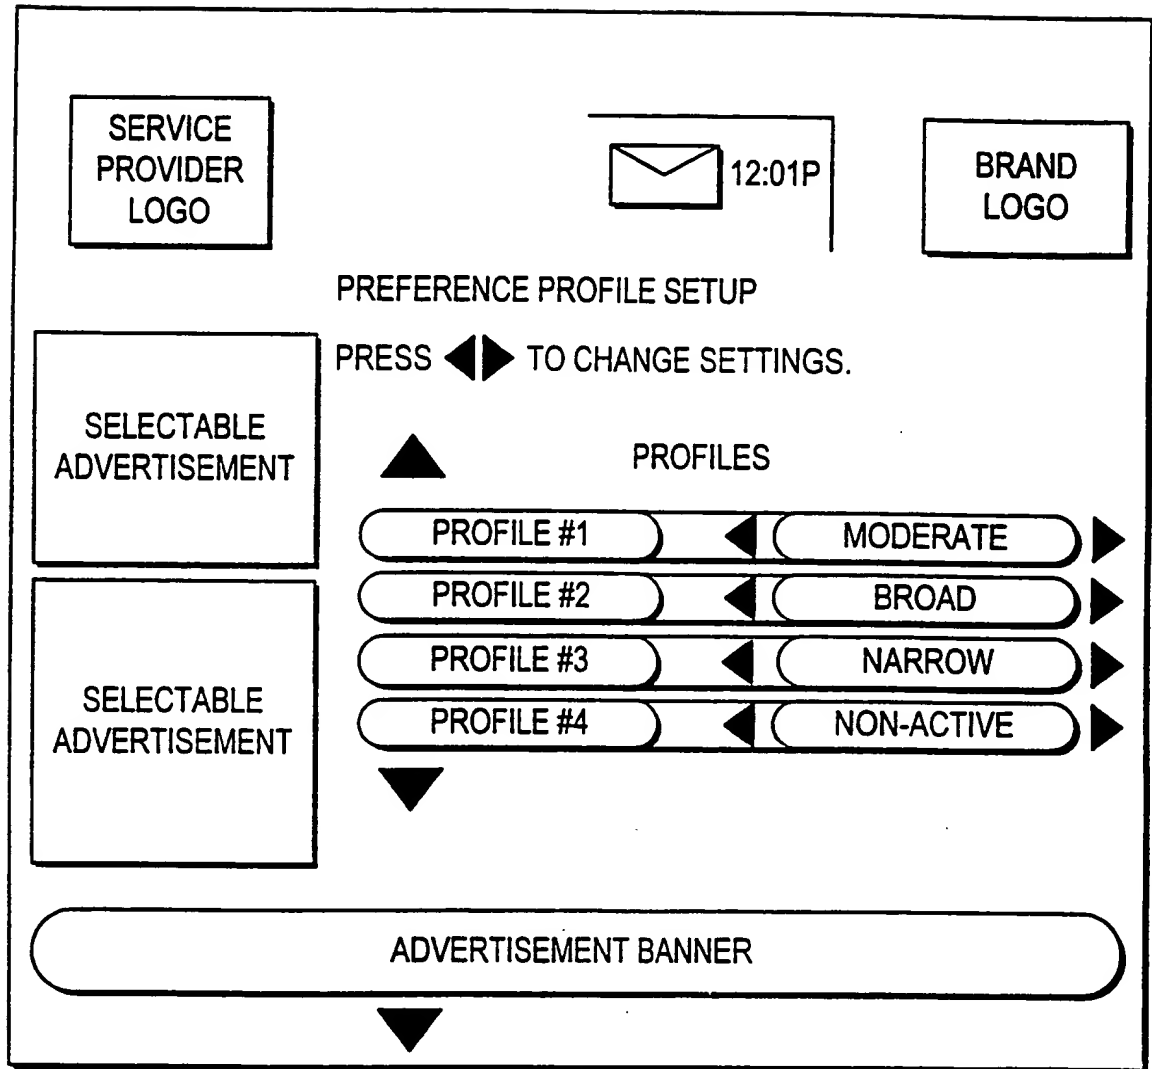 SERVICE
PROVIDER
LOGO
12:01P
BRAND
LOGO
PREFERENCE PROFILE SETUP
PRESS ◀▶ TO CHANGE SETTINGS.
SELECTABLE
ADVERTISEMENT
PROFILES
PROFILE #1 MODERATE
PROFILE #2 BROAD
PROFILE #3 NARROW
PROFILE #4 NON-ACTIVE
SELECTABLE
ADVERTISEMENT
ADVERTISEMENT BANNER